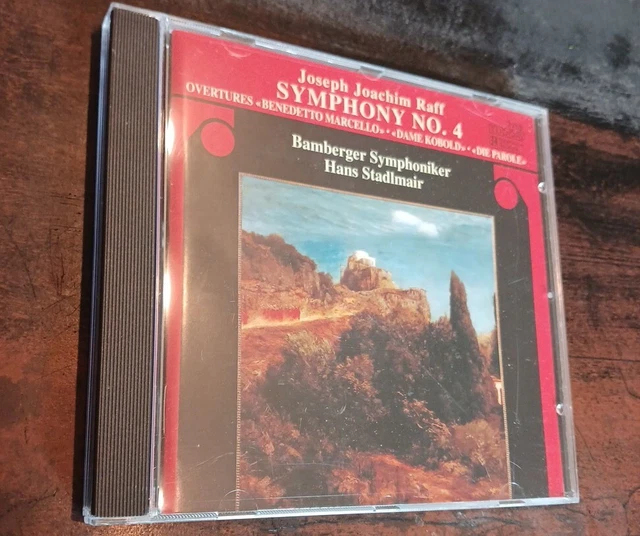 Joseph Joachim Raff
SYMPHONY NO. 4
OVERTURES «BENEDETTO MARCELLO» · «DAME KOBOLD» · «DIE PAROLE»
Bamberger Symphoniker
Hans Stadlmair